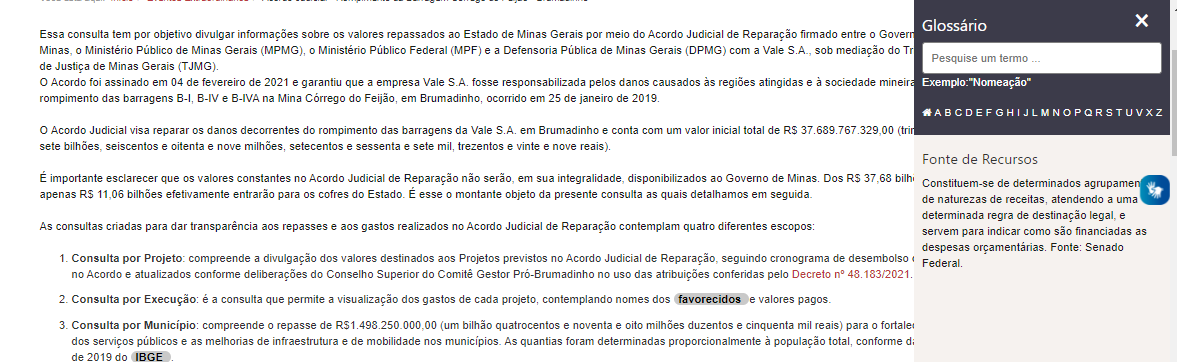 Essa consulta tem por objetivo divulgar informações sobre os valores repassados ao Estado de Minas Gerais por meio do Acordo Judicial de Reparação firmado entre o
Minas, o Ministério Público de Minas Gerais (MPMG), o Ministério Público Federal (MPF) e a Defensoria Pública de Minas Gerais (DPMG) com a Vale S.A., sob mediação do
de Justiça de Minas Gerais (TJMG).
O Acordo foi assinado em 04 de fevereiro de 2021 e garantiu que a empresa Vale S.A. fosse responsabilizada pelos danos causados às regiões atingidas e à sociedade mineira
rompimento das barragens B-I, B-IV e B-IVA na Mina Córrego do Feijão, em Brumadinho, ocorrido em 25 de janeiro de 2019.
O Acordo Judicial visa reparar os danos decorrentes do rompimento das barragens da Vale S.A. em Brumadinho e conta com um valor inicial total de R$ 37.689.767.329,00
sete bilhões, seiscentos e oitenta e nove milhões, setecentos e sessenta e sete mil, trezentos e vinte e nove reais).
É importante esclarecer que os valores constantes no Acordo Judicial de Reparação não serão, em sua integralidade, disponibilizados ao Governo de Minas. Dos R$ 37,68
apenas R$ 11,06 bilhões efetivamente entrarão para os cofres do Estado. É esse o montante objeto da presente consulta as quais detalhamos em seguida.
As consultas criadas para dar transparência aos repasses e aos gastos realizados no Acordo Judicial de Reparação contemplam quatro diferentes escopos:
1. Consulta por Projeto: compreende a divulgação dos valores destinados aos Projetos previstos no Acordo Judicial de Reparação, seguindo cronograma de desembolso
no Acordo e atualizados conforme deliberações do Conselho Superior do Comitê Gestor Pró-Brumadinho no uso das atribuições conferidas pelo Decreto nº 48.183/2021.
2. Consulta por Execução: é a consulta que permite a visualização dos gastos de cada projeto, contemplando nomes dos favorecidos e valores pagos.
3. Consulta por Município: compreende o repasse de R$1.498.250.000,00 (um bilhão quatrocentos e noventa e oito milhões duzentos e cinquenta mil reais) para o
dos serviços públicos e as melhorias de infraestrutura e de mobilidade nos municípios. As quantias foram determinadas proporcionalmente à população total, conforme
de 2019 do IBGE.
Glossário
×
Pesquise um termo ...
Exemplo:"Nomeação"
A B C D E F G H I J L M N O P Q R S T U V X Z
Fonte de Recursos
Constituem-se de determinados
de naturezas de receitas, atendendo a uma
determinada regra de destinação legal, e
servem para indicar como são financiadas as
despesas orçamentárias. Fonte: Senado
Federal.